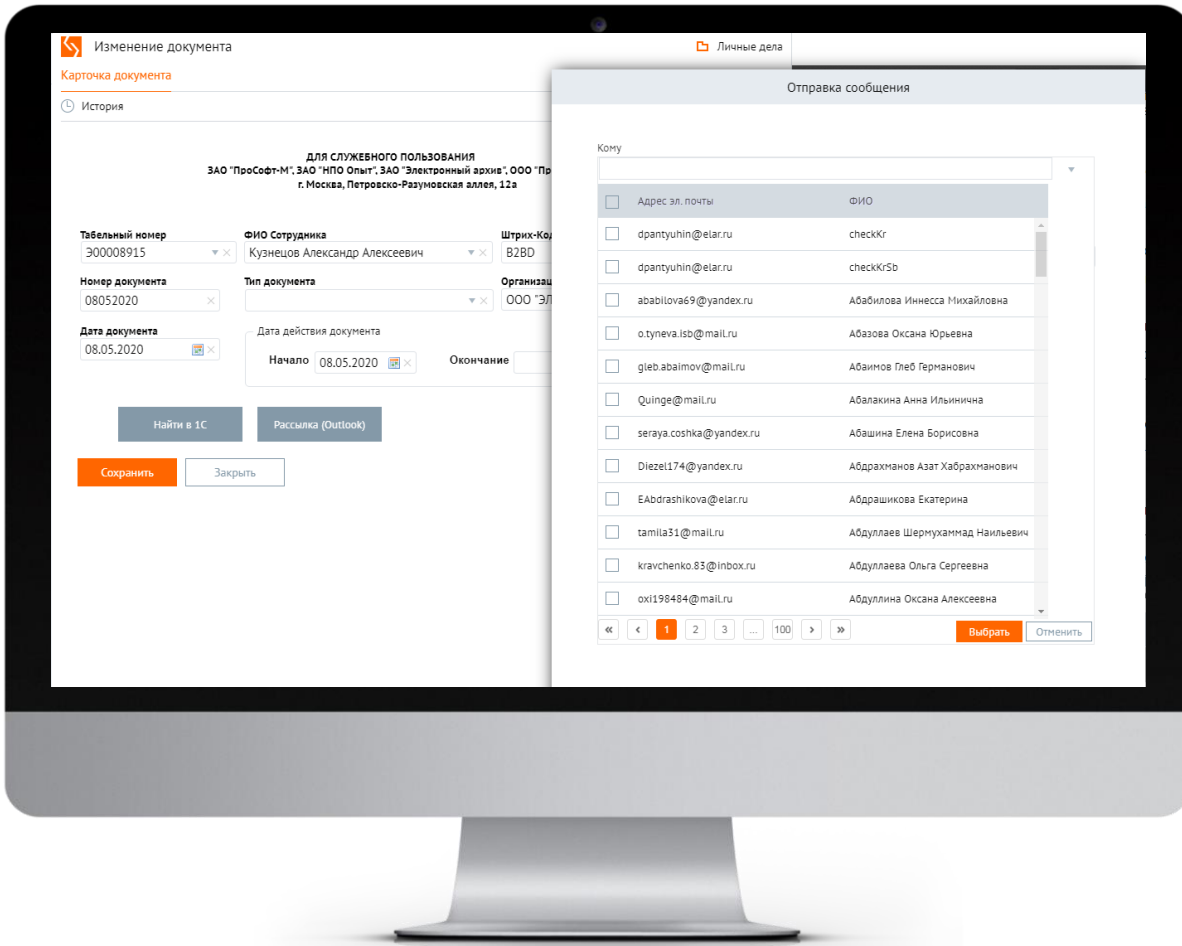 Изменение документа
Личные дела
Карточка документа
История
ДЛЯ СЛУЖЕБНОГО ПОЛЬЗОВАНИЯ
ЗАО "ПроСофт-М", ЗАО "НПО Опыт", ЗАО "Электронный архив", ООО "Пр
г. Москва, Петровско-Разумовская аллея, 12а
Табельный номер
ФИО Сотрудника
Штрих-Код
Э00008915
Кузнецов Александр Алексеевич
B2BD
Номер документа
Тип документа
Организац
08052020
ООО "ЭЛ
Дата документа
Дата действия документа
08.05.2020
Начало 08.05.2020 Окончание
Найти в 1С
Рассылка (Outlook)
Сохранить
Закрыть
Отправка сообщения
Кому
Адрес эл. почты ФИО
dpantyuhin@elar.ru checkKr
dpantyuhin@elar.ru checkKrSb
ababilova69@yandex.ru Абабилова Иннесса Михайловна
o.tyneva.isb@mail.ru Абазова Оксана Юрьевна
gleb.abaimov@mail.ru Абаимов Глеб Германович
Quinge@mail.ru Абалакина Анна Ильинична
seraya.coshka@yandex.ru Абашина Елена Борисовна
Diezel174@yandex.ru Абдрахманов Азат Хабрахманович
EAbdrashikova@elar.ru Абдрашикова Екатерина
tamila31@mail.ru Абдуллаев Шермухаммад Наильевич
kravchenko.83@inbox.ru Абдуллаева Ольга Сергеевна
oxi198484@mail.ru Абдуллина Оксана Алексеевна
« ‹ 1 2 3 ... 100 › »
Выбрать
Отменить